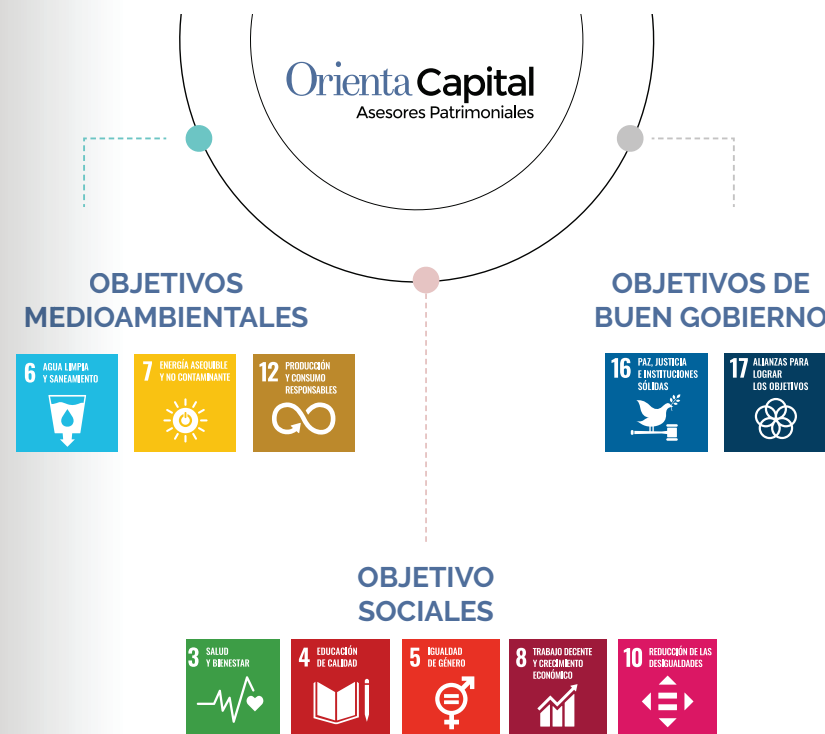 Orienta Capital
Asesores Patrimoniales
OBJETIVOS
MEDIOAMBIENTALES
6 AGUA LIMPIA
Y SANEAMIENTO
7 ENERGÍA ASEQUIBLE
Y NO CONTAMINANTE
12 PRODUCCIÓN
Y CONSUMO
RESPONSABLES
OBJETIVOS DE
BUEN GOBIERNO
16 PAZ, JUSTICIA
E INSTITUCIONES
SÓLIDAS
17 ALIANZAS PARA
LOGRAR
LOS OBJETIVOS
OBJETIVO
SOCIALES
3 SALUD
Y BIENESTAR
4 EDUCACIÓN
DE CALIDAD
5 IGUALDAD
DE GÉNERO
8 TRABAJO DECENTE
Y CRECIMIENTO
ECONÓMICO
10 REDUCCIÓN DE LAS
DESIGUALDADES